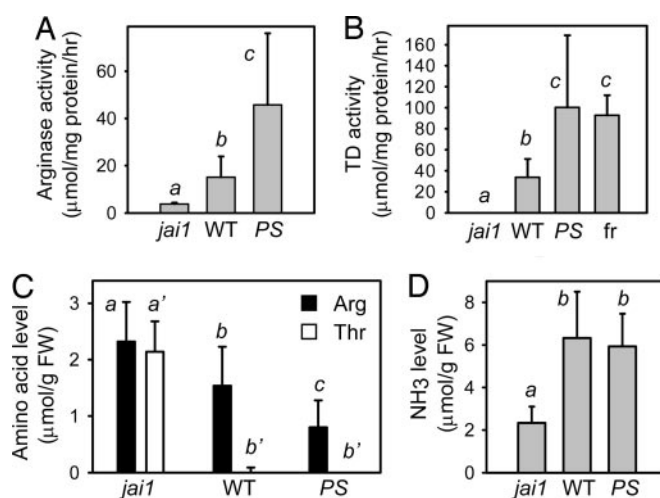 A
Arginase activity
(μmol/mg protein/hr)
60
40
20
0
a
b
c
jai1 WT PS
B
TD activity
(μmol/mg protein/hr)
160
140
120
100
80
60
40
20
0
a
b
c
c
jai1 WT PS fr
C
Amino acid level
(μmol/g FW)
3
2
1
0
a a'
b
b'
c
b'
Arg
Thr
jai1 WT PS
D
NH3 level
(μmol/g FW)
8
6
4
2
0
a
b
b
jai1 WT PS